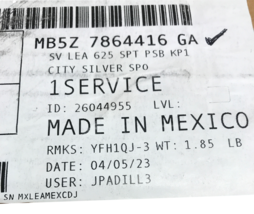 MB5Z 7864416 GA
SV LEA 625 SPT PSB KP1
CITY SILVER SPO
1SERVICE
ID: 26044955 LVL:
MADE IN MEXICO
RMKS: YFH1QJ-3 WT: 1.85 LB
DATE: 04/05/23
USER: JPADILL3
SN MXLEAMEXCDJ